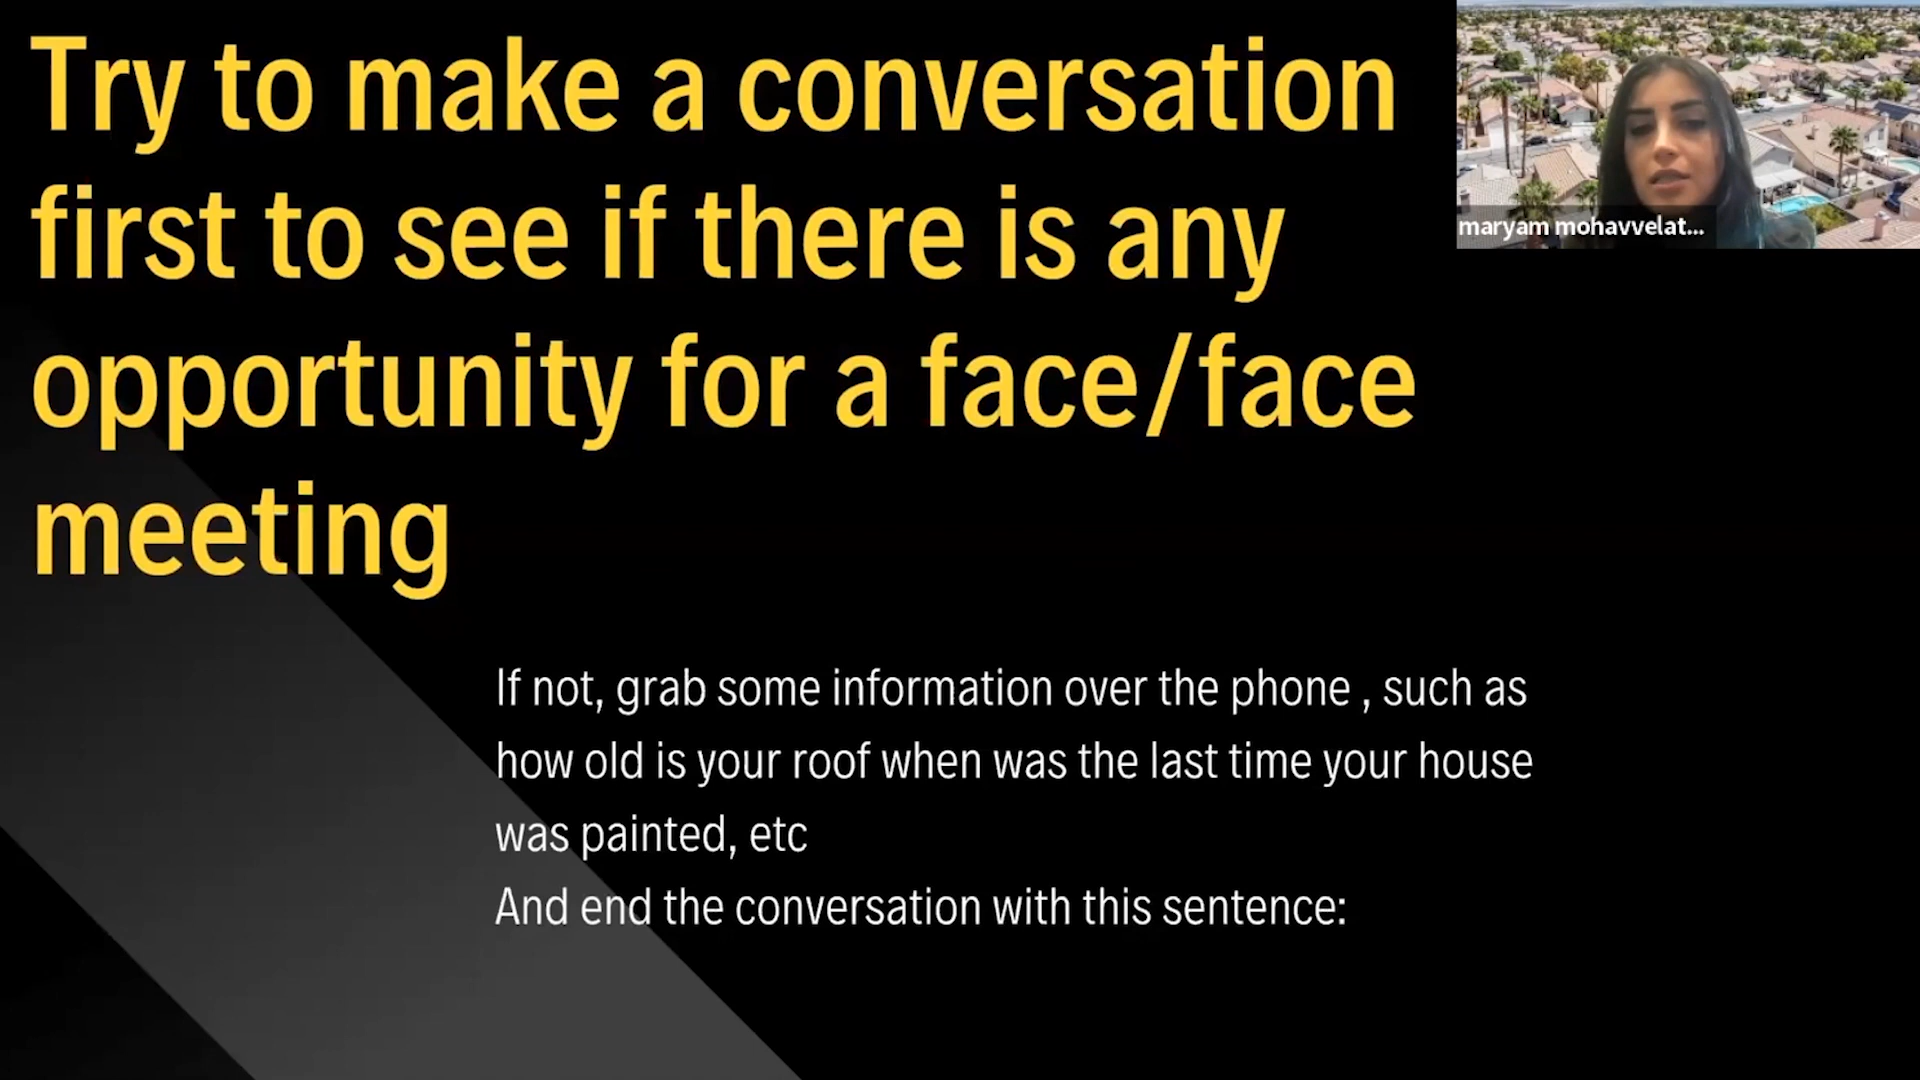 Try to make a conversation
first to see if there is any
opportunity for a face/face
meeting
maryam mohavvelat...
If not, grab some information over the phone , such as
how old is your roof when was the last time your house
was painted, etc
And end the conversation with this sentence: